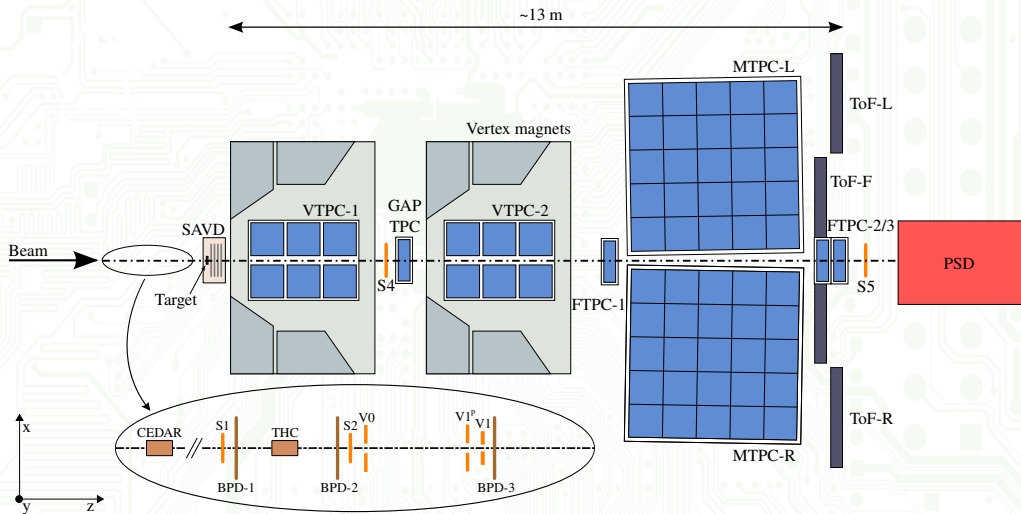 ~13 m
MTPC-L
ToF-L
Vertex magnets
ToF-F
VTPC-1
GAP
TPC
VTPC-2
FTPC-2/3
SAVD
Beam
PSD
Target
S4
FTPC-1
S5
x
y
z
CEDAR
S1
THC
S2
V0
V1ᵖ
V1
BPD-1
BPD-2
BPD-3
ToF-R
MTPC-R